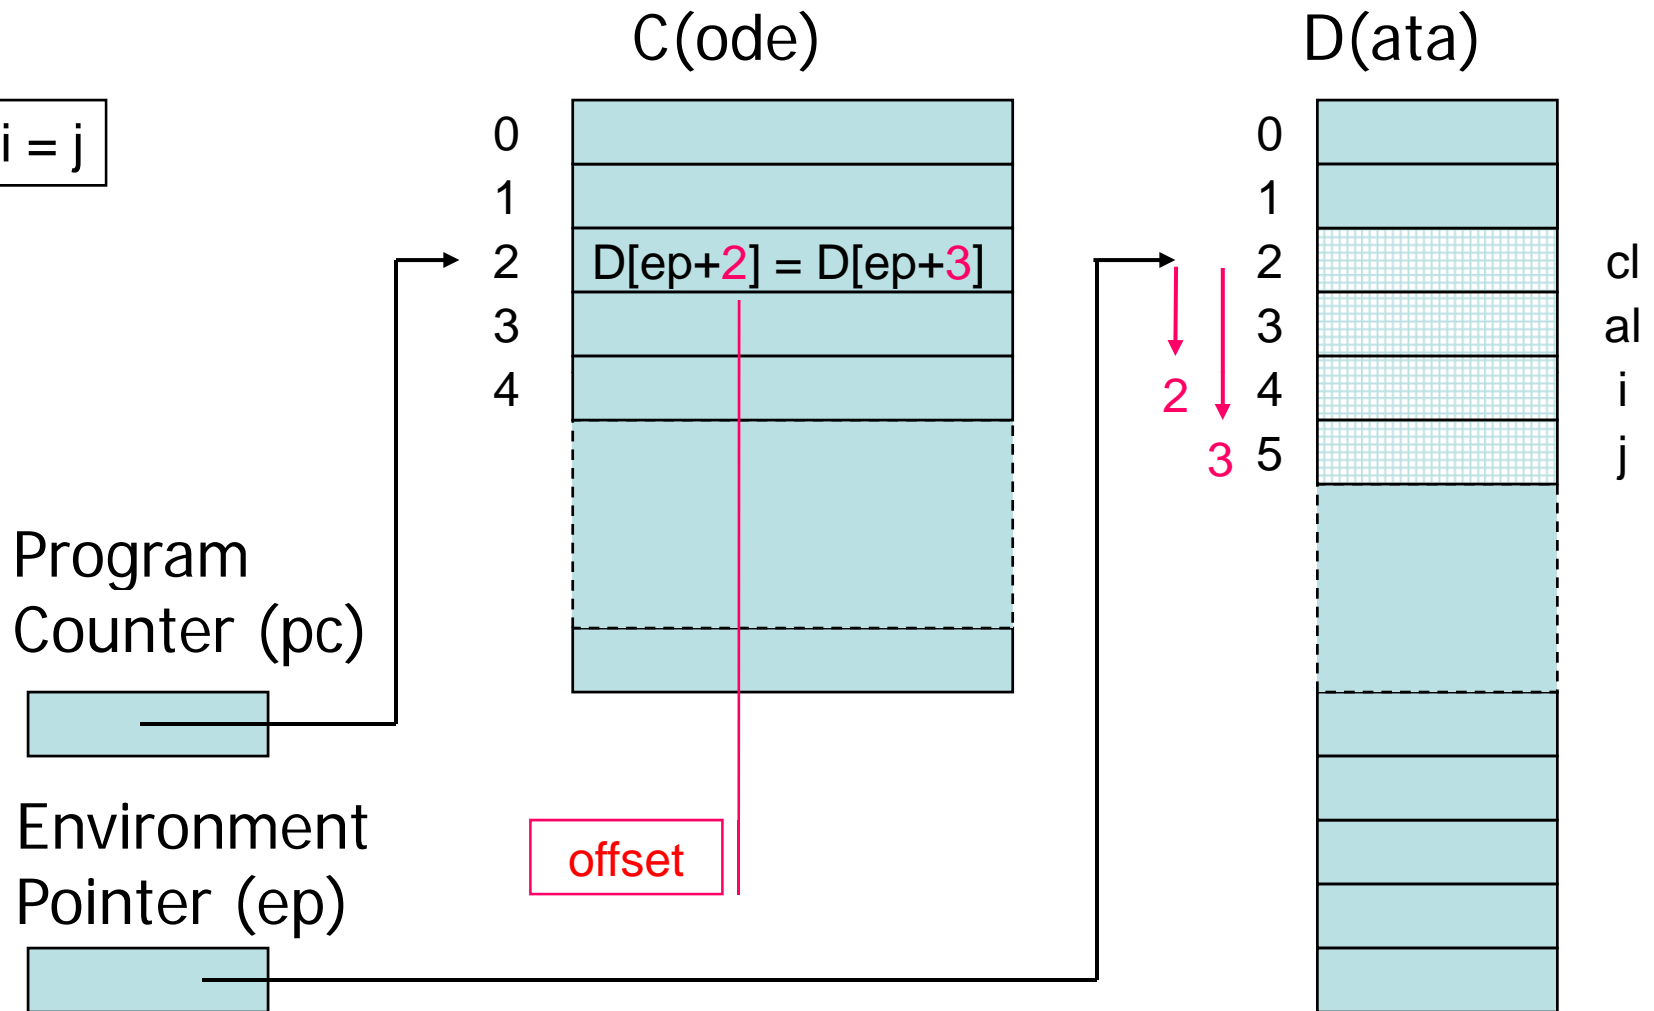 C(ode)
D(ata)
i = j
0
1
2 D[ep+2] = D[ep+3]
3
4
0
1
2 cl
3 al
2 4 i
3 5 j
Program
Counter (pc)
Environment
Pointer (ep)
offset